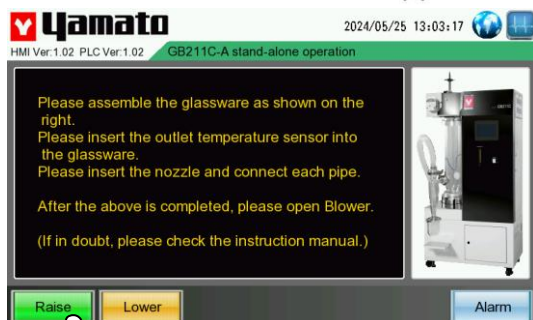 Yamato
2024/05/25 13:03:17
HMI Ver:1.02 PLC Ver:1.02
GB211C-A stand-alone operation
Please assemble the glassware as shown on the
right.
Please insert the outlet temperature sensor into
the glassware.
Please insert the nozzle and connect each pipe.
After the above is completed, please open Blower.
(If in doubt, please check the instruction manual.)
Raise
Lower
Alarm